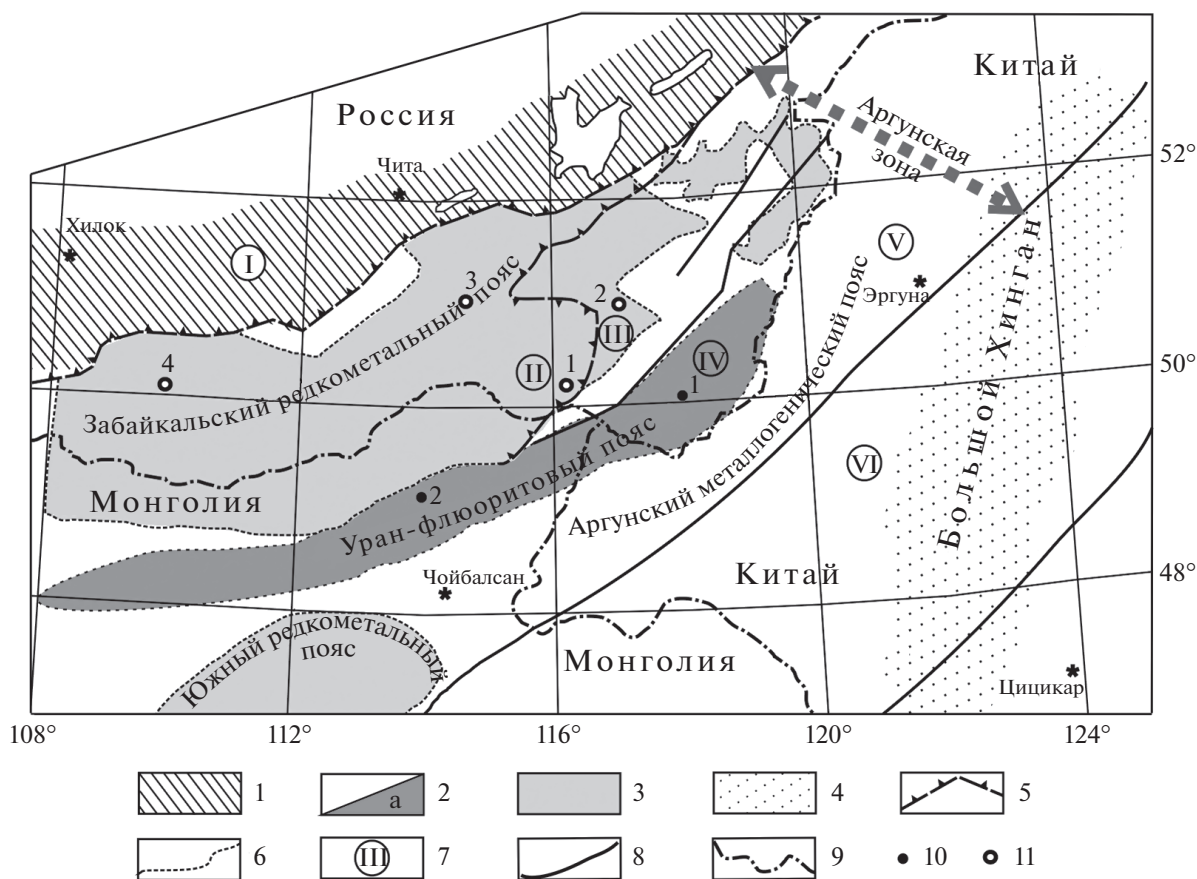 Китай
Россия
Аргунская
зона
52°
Чита
Хилок
I
V
3
2
Эргуна
III
IV
50°
4
II
1
1
Забайкальский редкометальный пояс
Большой Хинган
VI
Монголия
2
Уран-флюоритовый пояс
Аргунский металлогенический пояс
Чойбалсан
Китай
48°
Южный редкометальный
пояс
Монголия
Цицикар
108° 112° 116° 120° 124°
1 а 2 3 4 5
6 III 7 8 9 10 11